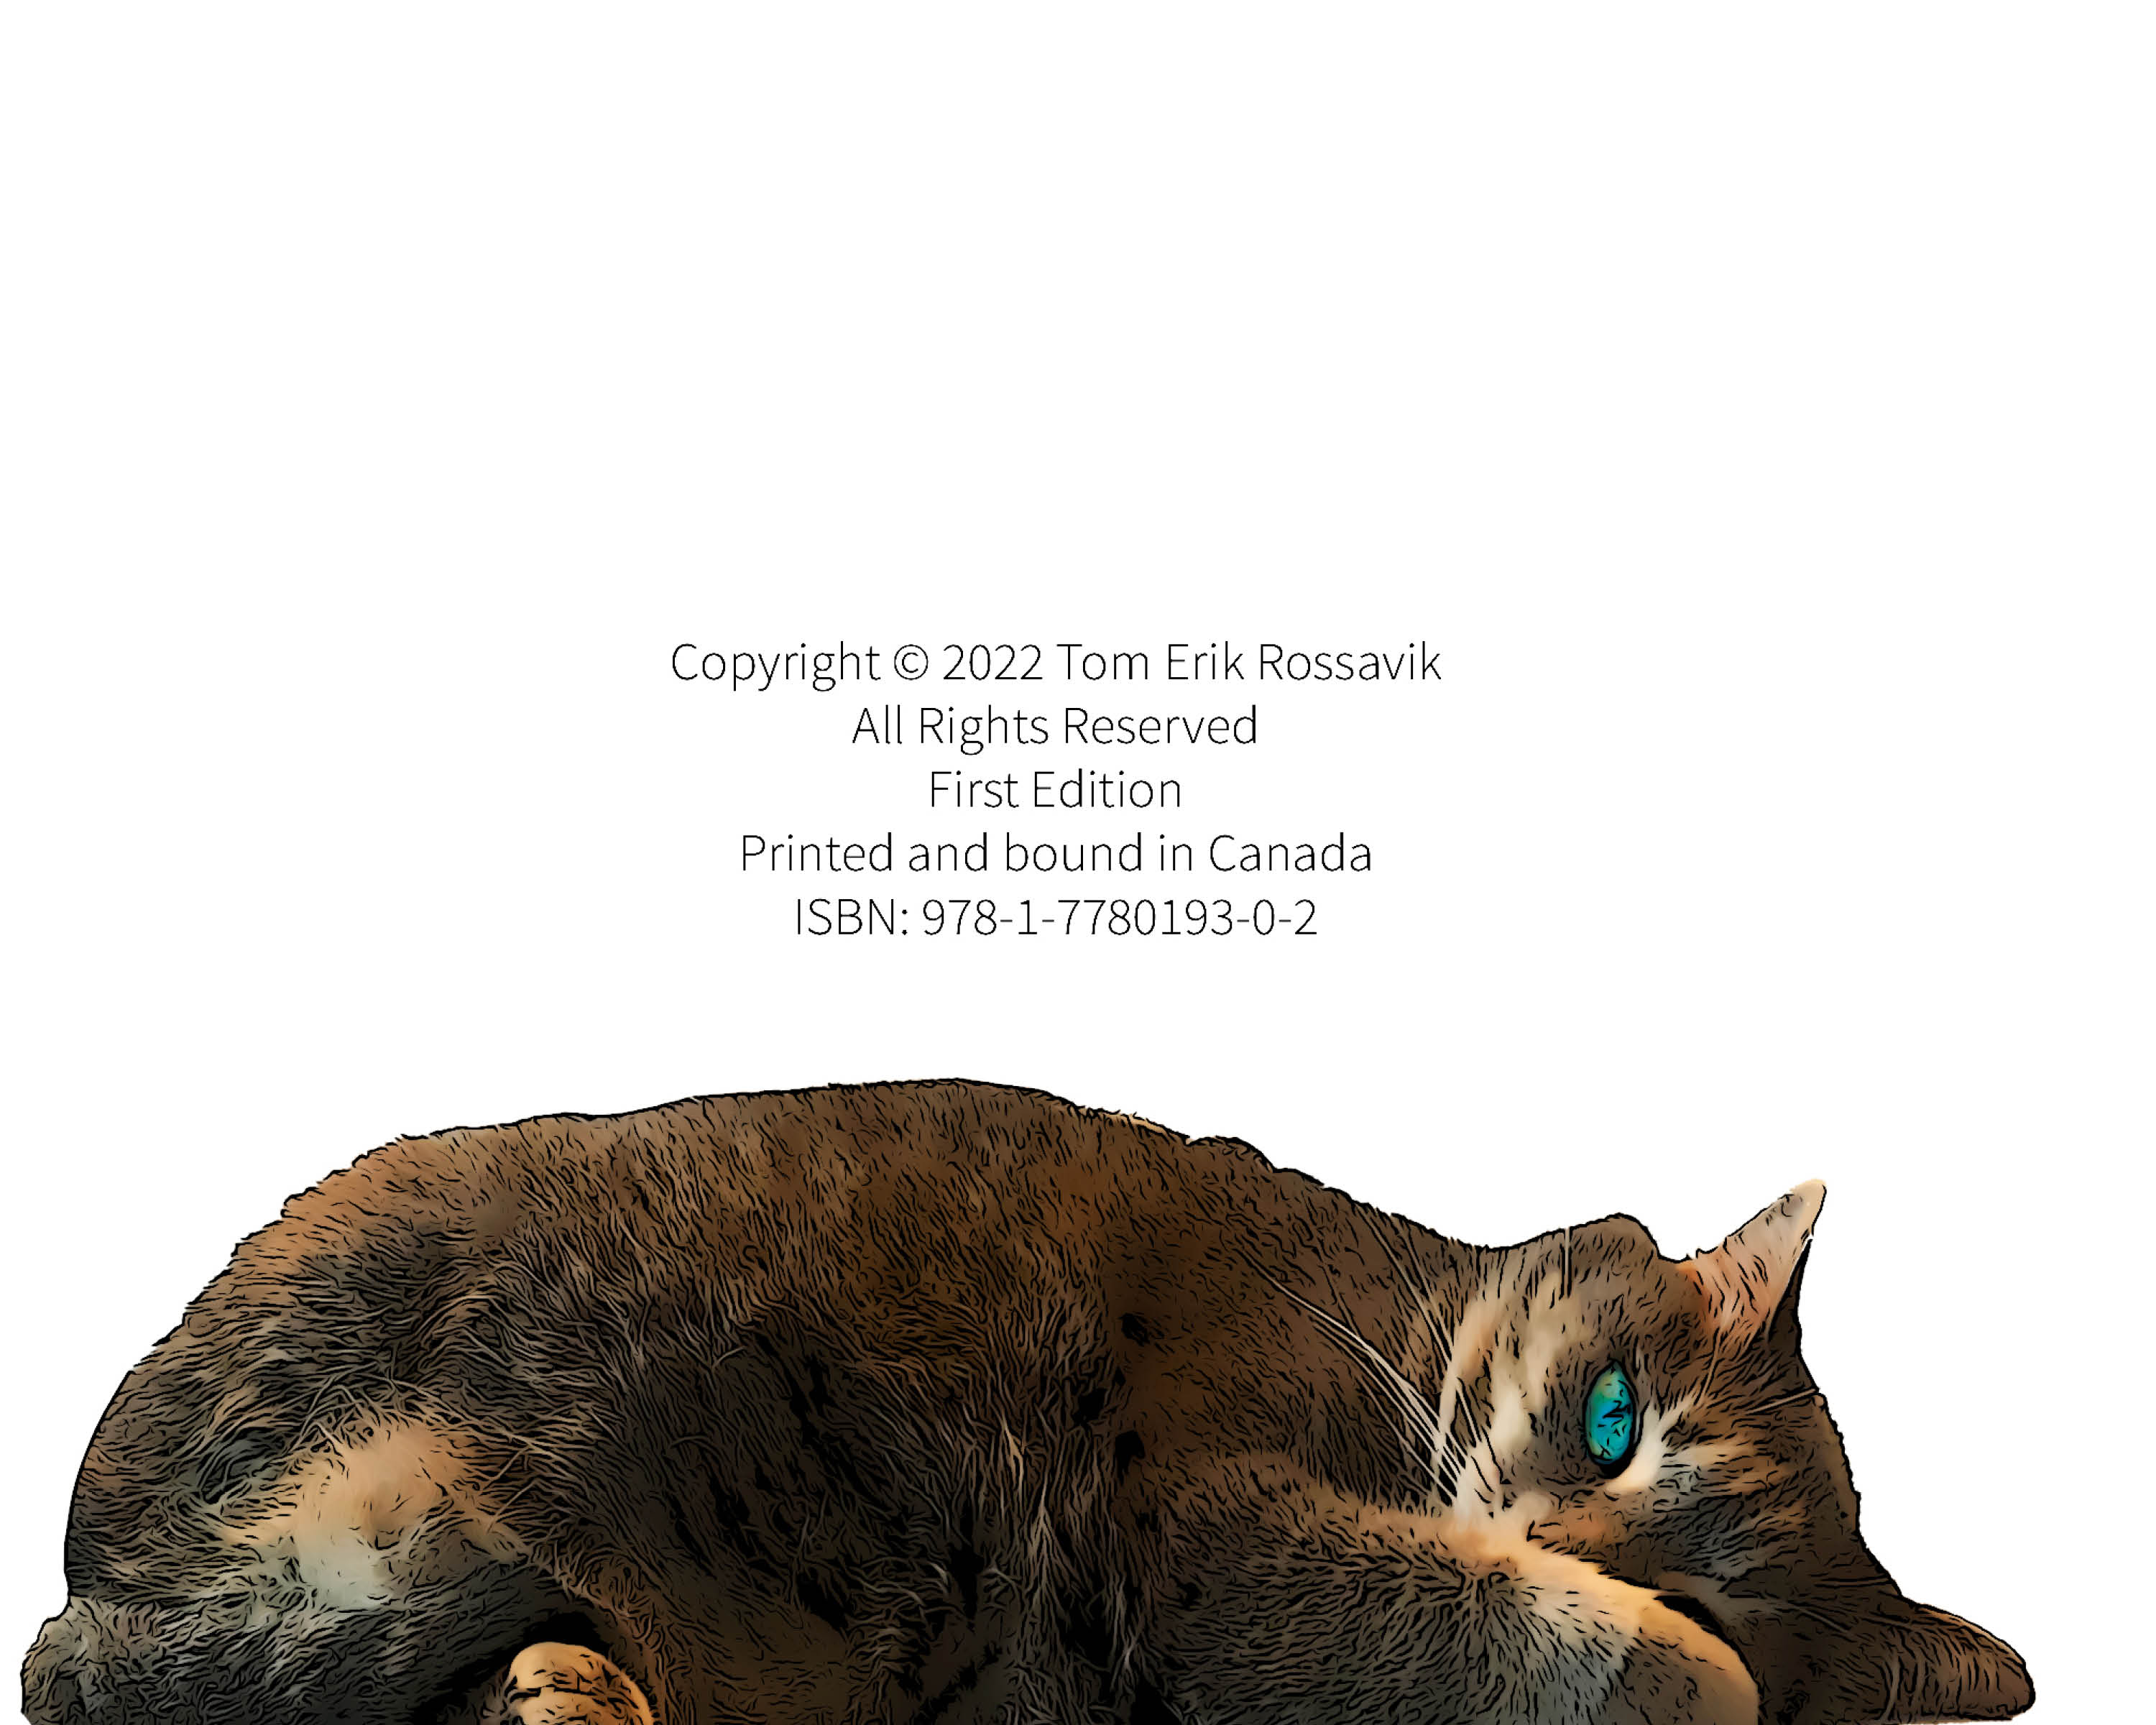 Copyright © 2022 Tom Erik Rossavik
All Rights Reserved
First Edition
Printed and bound in Canada
ISBN: 978-1-7780193-0-2